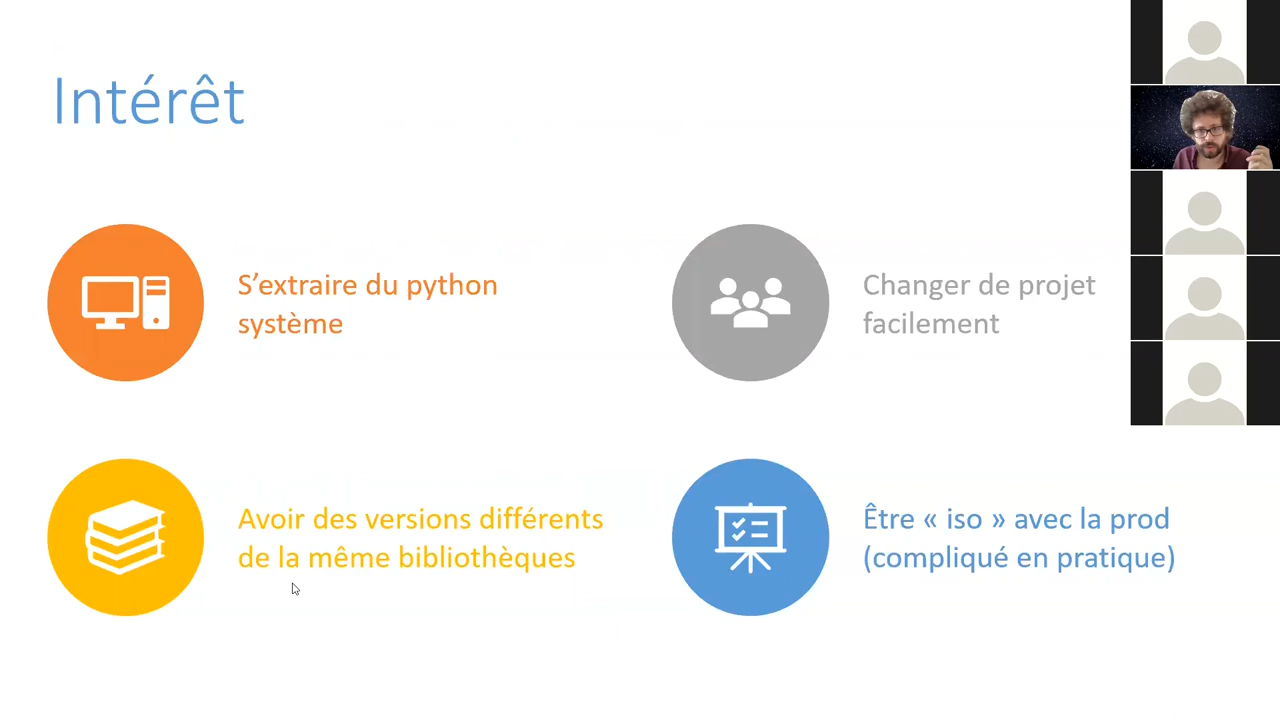 Intérêt
S’extraire du python
système
Changer de projet
facilement
Avoir des versions différents
de la même bibliothèques
Être « iso » avec la prod
(compliqué en pratique)